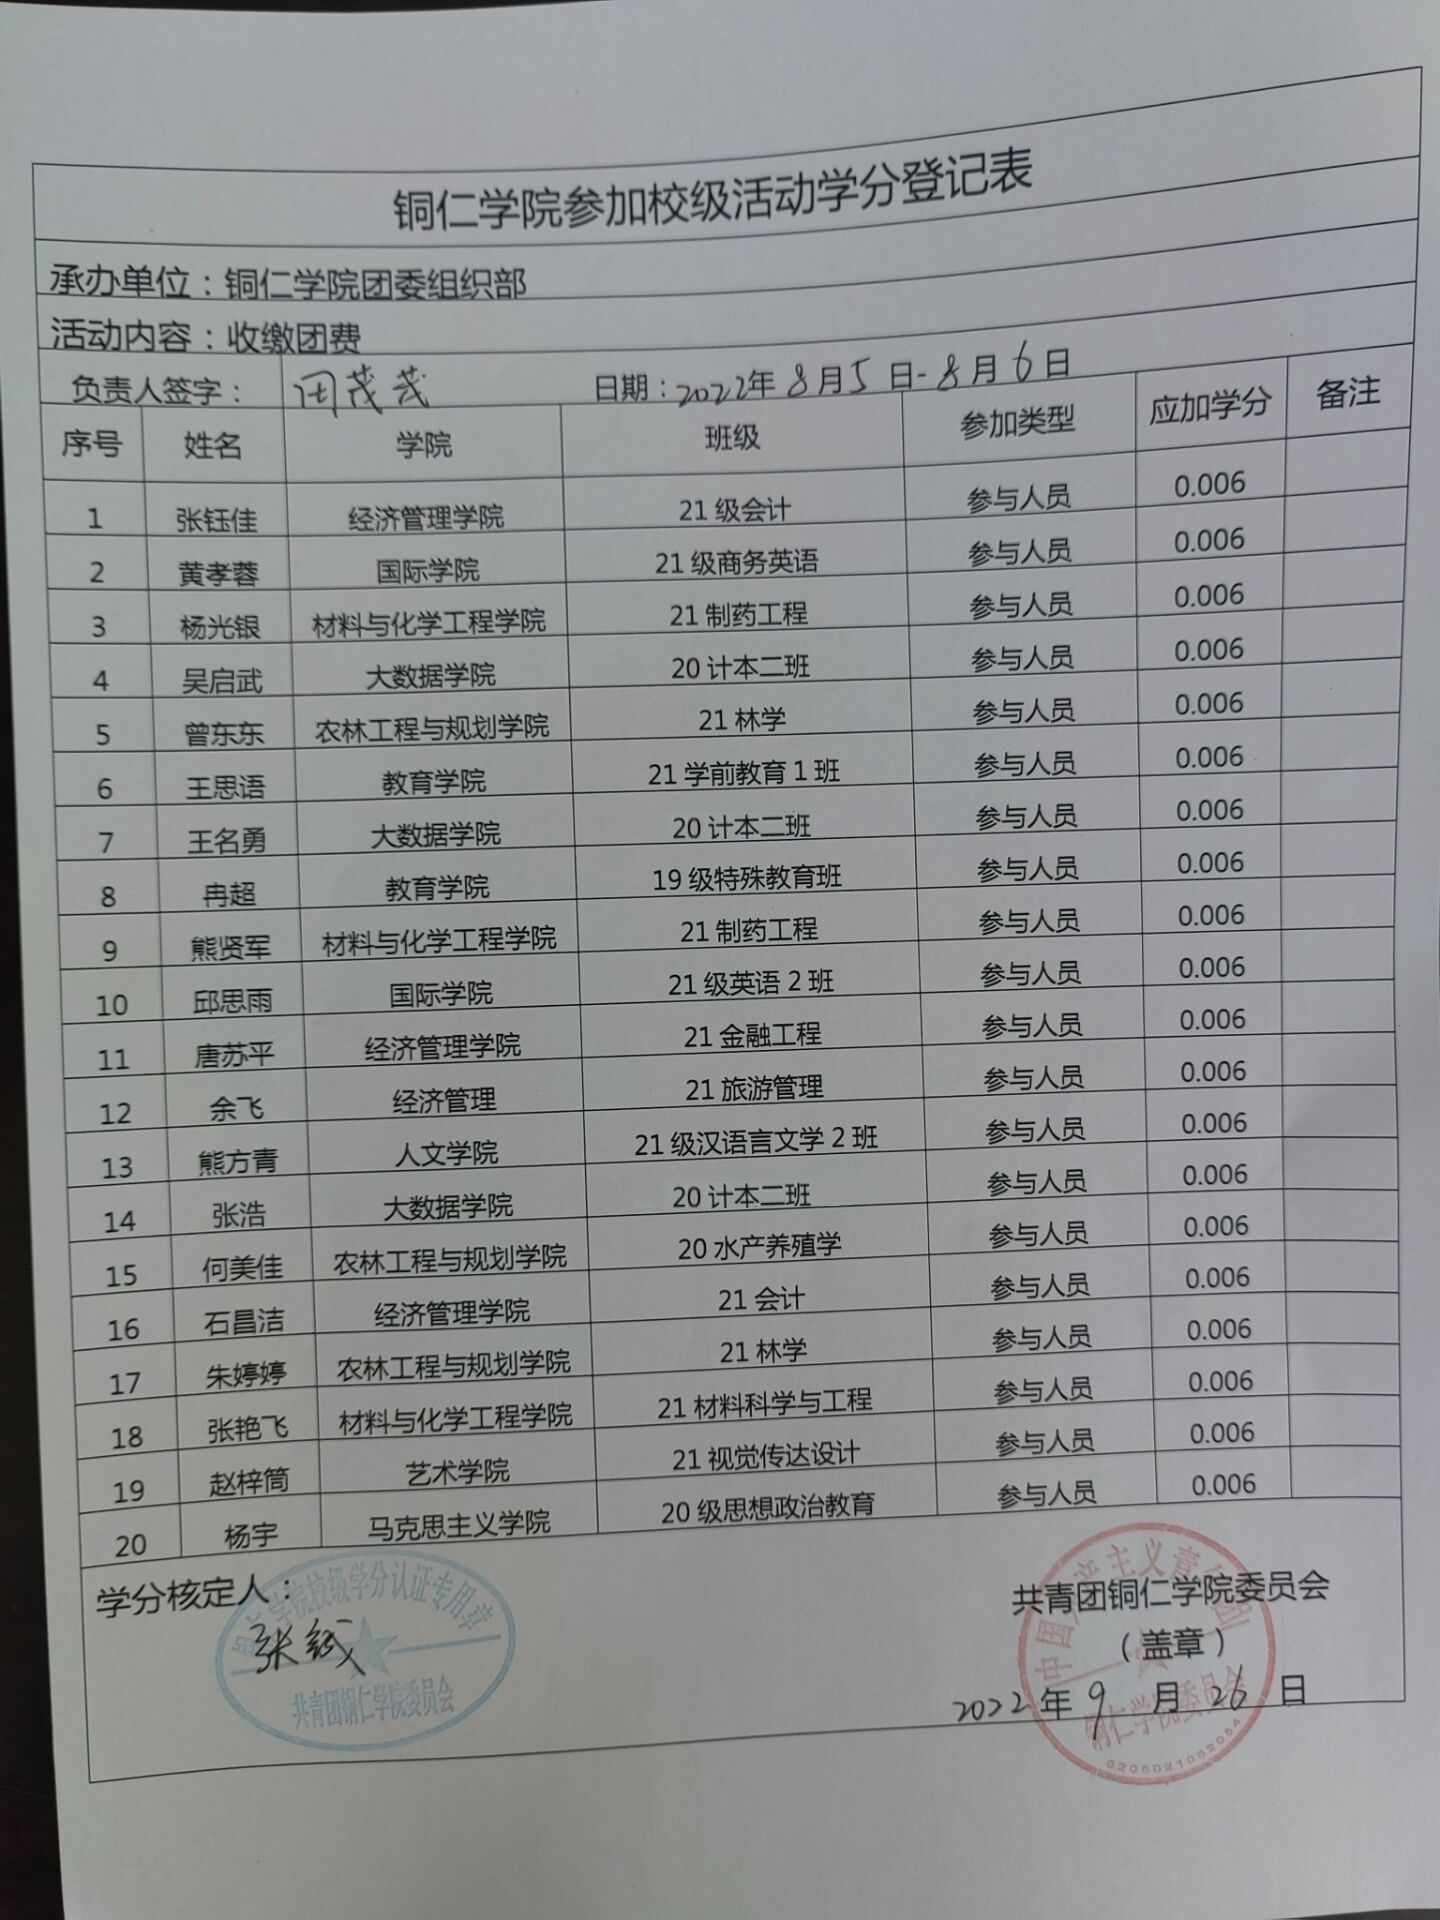 铜仁学院参加校级活动学分登记表
承办单位：铜仁学院团委组织部
活动内容：收缴团费
负责人签字： 田茂茂 日期：2022年8月5日-8月6日
序号 姓名 学院 班级 参加类型 应加学分 备注
1 张钰佳 经济管理学院 21级会计 参与人员 0.006
2 黄孝蓉 国际学院 21级商务英语 参与人员 0.006
3 杨光银 材料与化学工程学院 21制药工程 参与人员 0.006
4 吴启武 大数据学院 20计本二班 参与人员 0.006
5 曾东东 农林工程与规划学院 21林学 参与人员 0.006
6 王思语 教育学院 21学前教育1班 参与人员 0.006
7 王名勇 大数据学院 20计本二班 参与人员 0.006
8 冉超 教育学院 19级特殊教育班 参与人员 0.006
9 熊贤军 材料与化学工程学院 21制药工程 参与人员 0.006
10 邱思雨 国际学院 21级英语2班 参与人员 0.006
11 唐苏平 经济管理学院 21金融工程 参与人员 0.006
12 余飞 经济管理 21旅游管理 参与人员 0.006
13 熊方青 人文学院 21级汉语言文学2班 参与人员 0.006
14 张浩 大数据学院 20计本二班 参与人员 0.006
15 何美佳 农林工程与规划学院 20水产养殖学 参与人员 0.006
16 石昌洁 经济管理学院 21会计 参与人员 0.006
17 朱婷婷 农林工程与规划学院 21林学 参与人员 0.006
18 张艳飞 材料与化学工程学院 21材料科学与工程 参与人员 0.006
19 赵梓筒 艺术学院 21视觉传达设计 参与人员 0.006
20 杨宇 马克思主义学院 20级思想政治教育 参与人员 0.006
学分核定人：
学院校级学分认证专用章
张
共青团铜仁学院委员会
共青团铜仁学院委员会
（盖章）
2022年9月26日
铜仁学院委员会